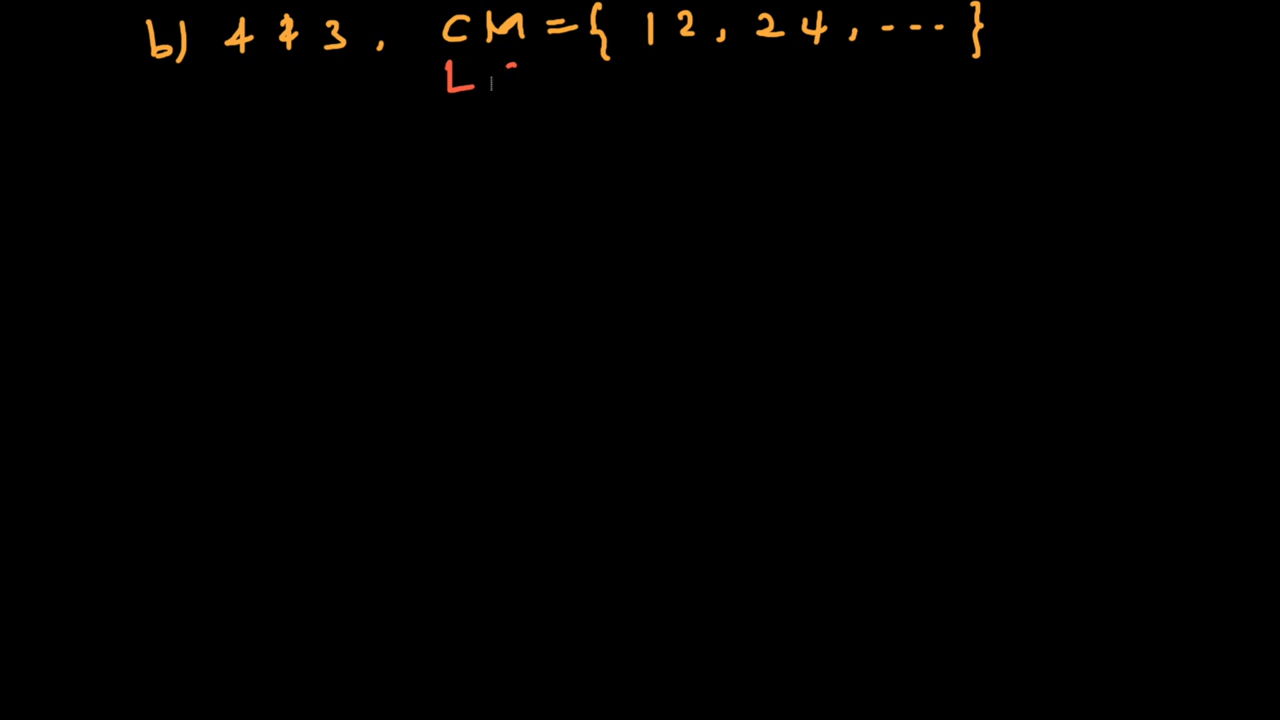 b) 4 & 3 , CM = { 12 , 24 , --- }
L